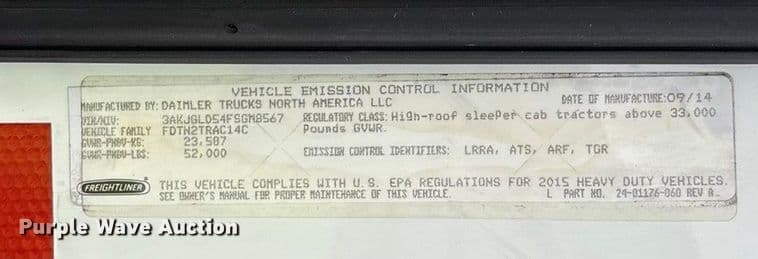 VEHICLE EMISSION CONTROL INFORMATION
MANUFACTURED BY: DAIMLER TRUCKS NORTH AMERICA LLC DATE OF MANUFACTURE:09/14
VIN/NIV: 3AKJGLD54FSGM8567 REGULATORY CLASS: High-roof sleeper cab tractors above 33,000
VEHICLE FAMILY FDTN2TRAC14C Pounds GVWR.
GVWR-PNBV-KG: 23,587
GVWR-PNBV-LBS: 52,000 EMISSION CONTROL IDENTIFIERS: LRRA, ATS, ARF, TGR
FREIGHTLINER THIS VEHICLE COMPLIES WITH U.S. EPA REGULATIONS FOR 2015 HEAVY DUTY VEHICLES.
SEE OWNER'S MANUAL FOR PROPER MAINTENANCE OF THIS VEHICLE. L PART NO. 24-01176-060 REV A
Purple Wave Auction